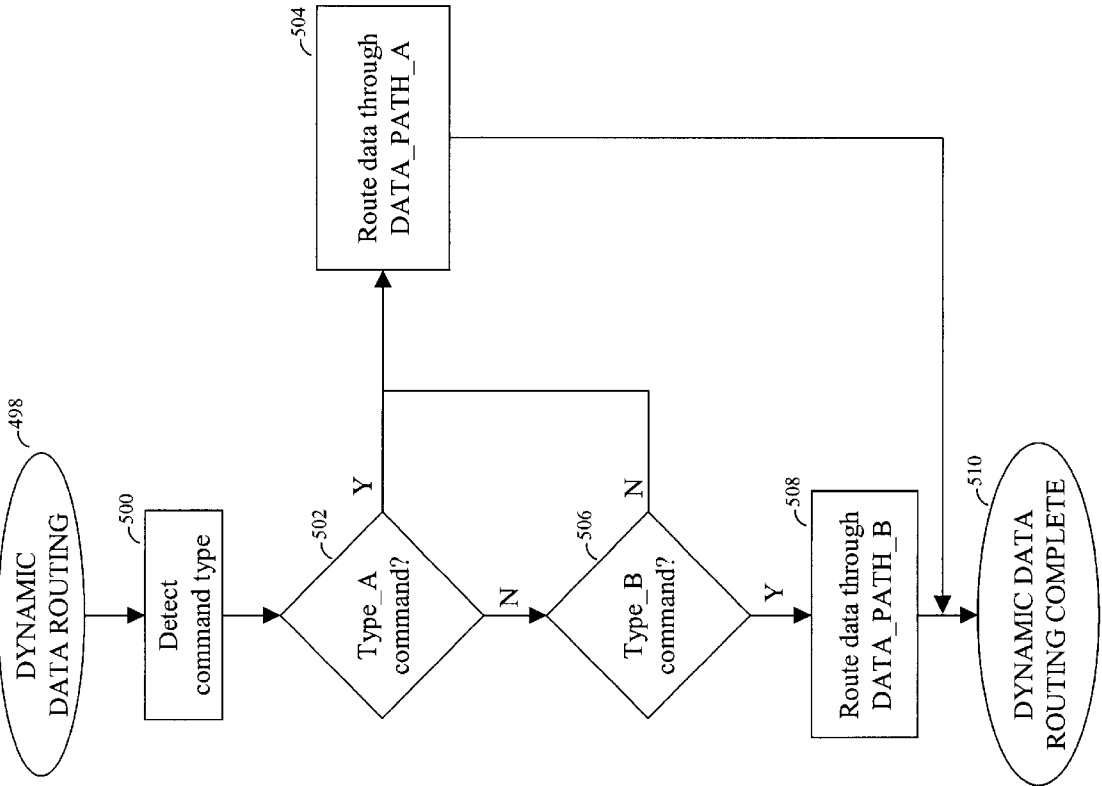 DYNAMIC
DATA ROUTING
498
Detect
command type
500
Type_A
command?
502
Y
N
Route data through
DATA_PATH_A
504
Type_B
command?
506
N
Y
Route data through
DATA_PATH_B
508
DYNAMIC DATA
ROUTING COMPLETE
510